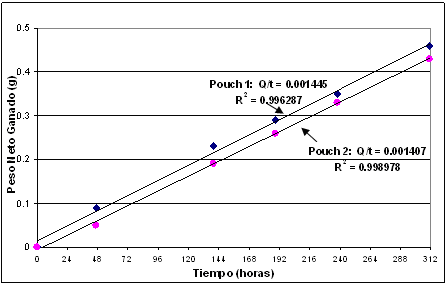 0.5
0.4
0.3
0.2
0.1
0
Peso Neto Ganado (g)
Pouch 1: Q/t = 0.001445
R² = 0.996287
Pouch 2: Q/t = 0.001407
R² = 0.998978
0 24 48 72 96 120 144 168 192 216 240 264 288 312
Tiempo (horas)